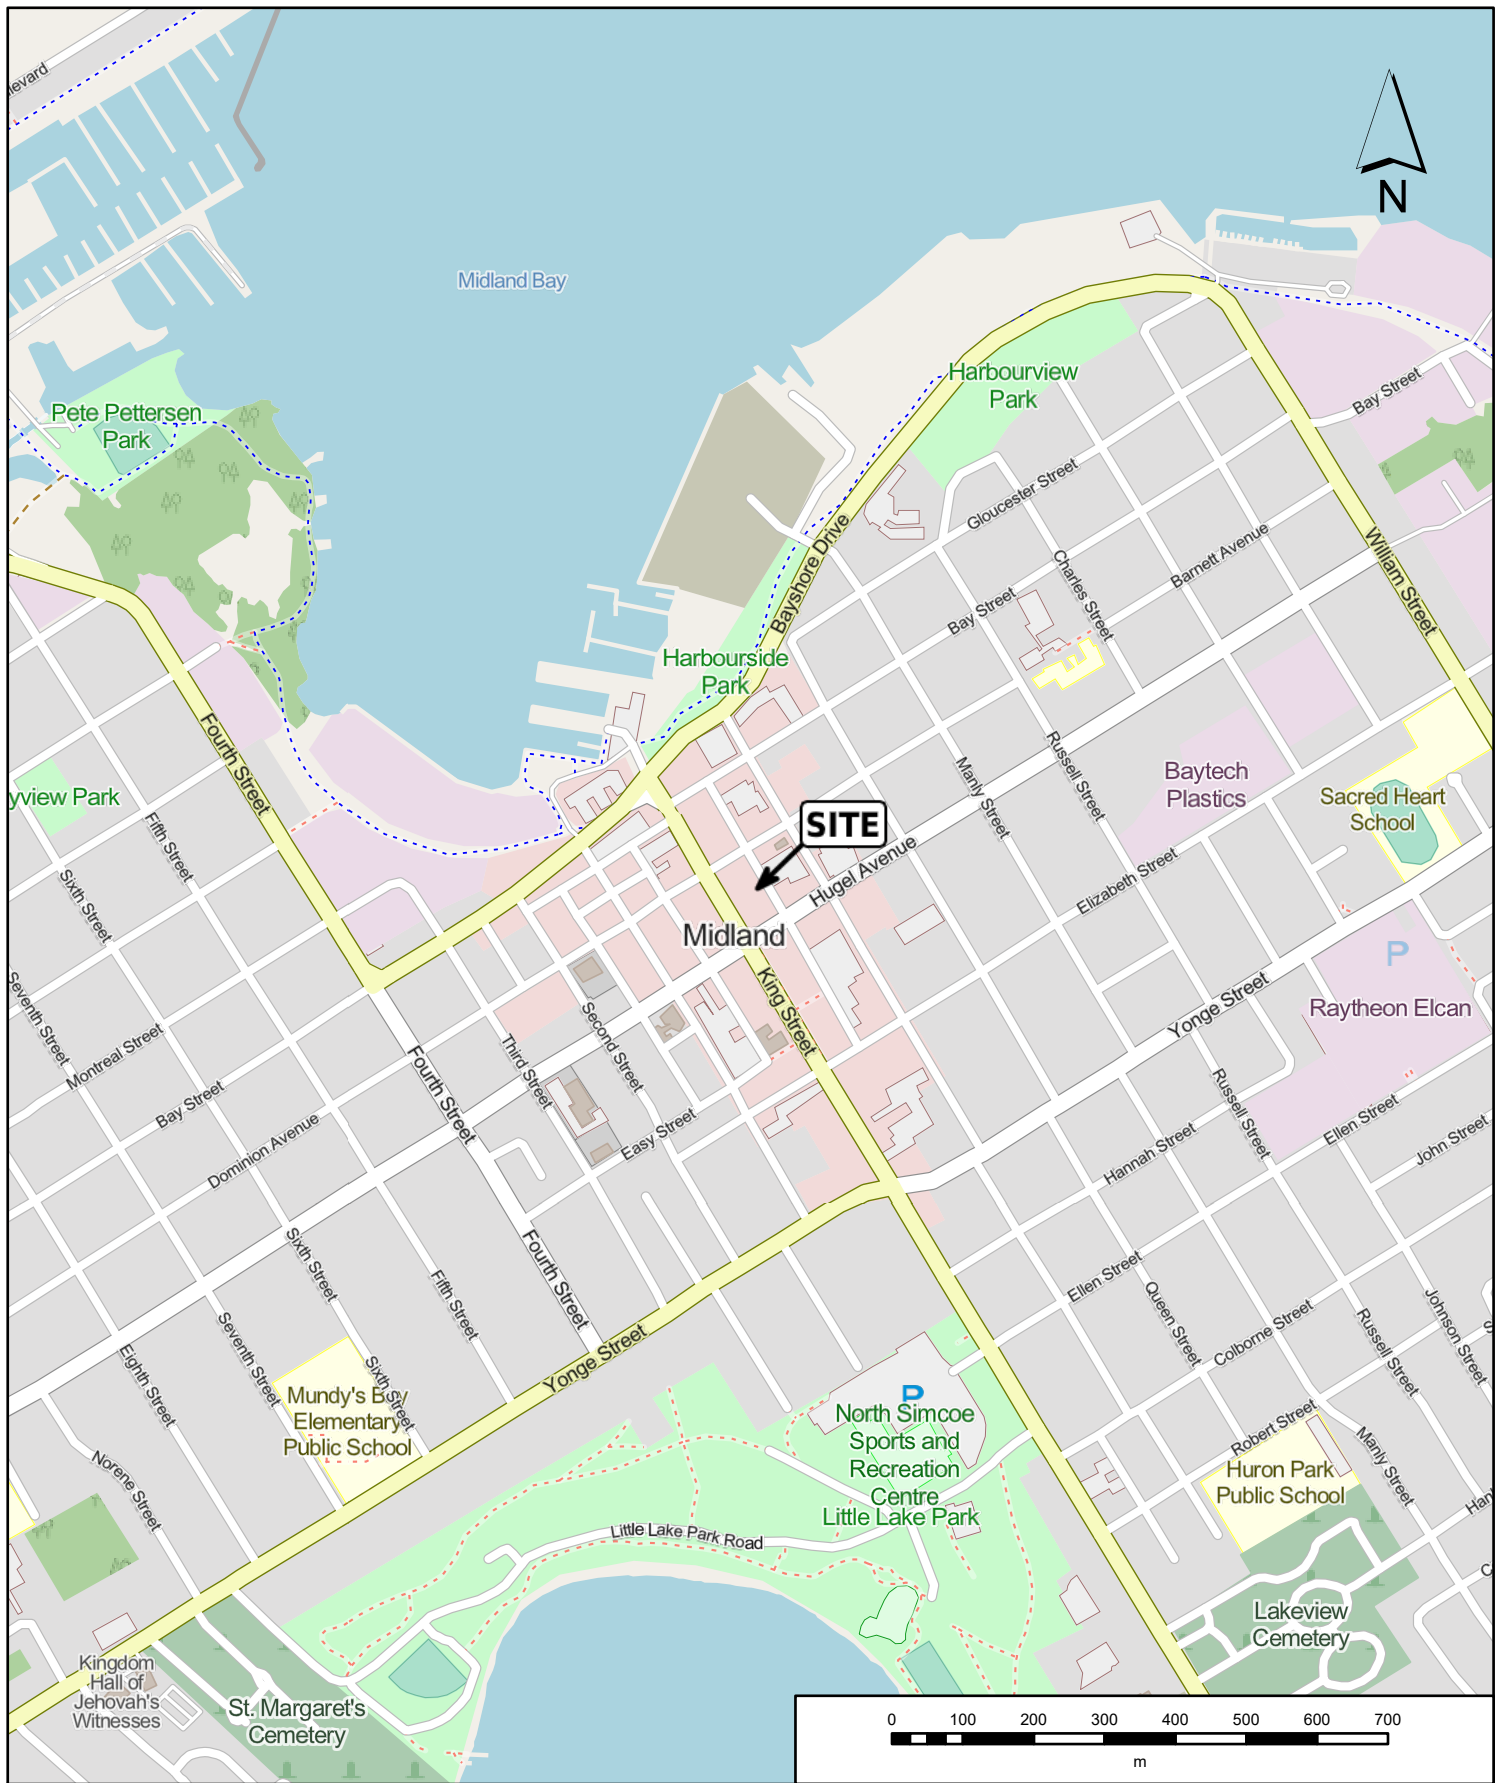 levard
N
Midland Bay
Harbourview
Park
Bay Street
Pete Pettersen
Park
Gloucester Street
Bayshore Drive
Charles Street
Barnett Avenue
William Street
Bay Street
Harbourside
Park
Fourth Street
Manly Street
Russell Street
Baytech
Plastics
Sacred Heart
School
yview Park
Fifth Street
SITE
Hugel Avenue
Elizabeth Street
Sixth Street
Midland
P
King Street
Seventh Street
Raytheon Elcan
Yonge Street
Second Street
Third Street
Montreal Street
Fourth Street
Bay Street
Russell Street
Ellen Street
Easy Street
Dominion Avenue
Hannah Street
John Street
Sixth Street
Fourth Street
Fifth Street
Ellen Street
Queen Street
Colborne Street
Russell Street
Johnson Street
S
Seventh Street
Eighth Street
Yonge Street
Sixth Street
Mundy's Bay
Elementary
Public School
P
North Simcoe
Sports and
Recreation
Centre
Little Lake Park
Robert Street
Manly Street
Huron Park
Public School
Norene Street
Han
Little Lake Park Road
C
Lakeview
Cemetery
Kingdom
Hall of
Jehovah's
Witnesses
St. Margaret's
Cemetery
0 100 200 300 400 500 600 700
m